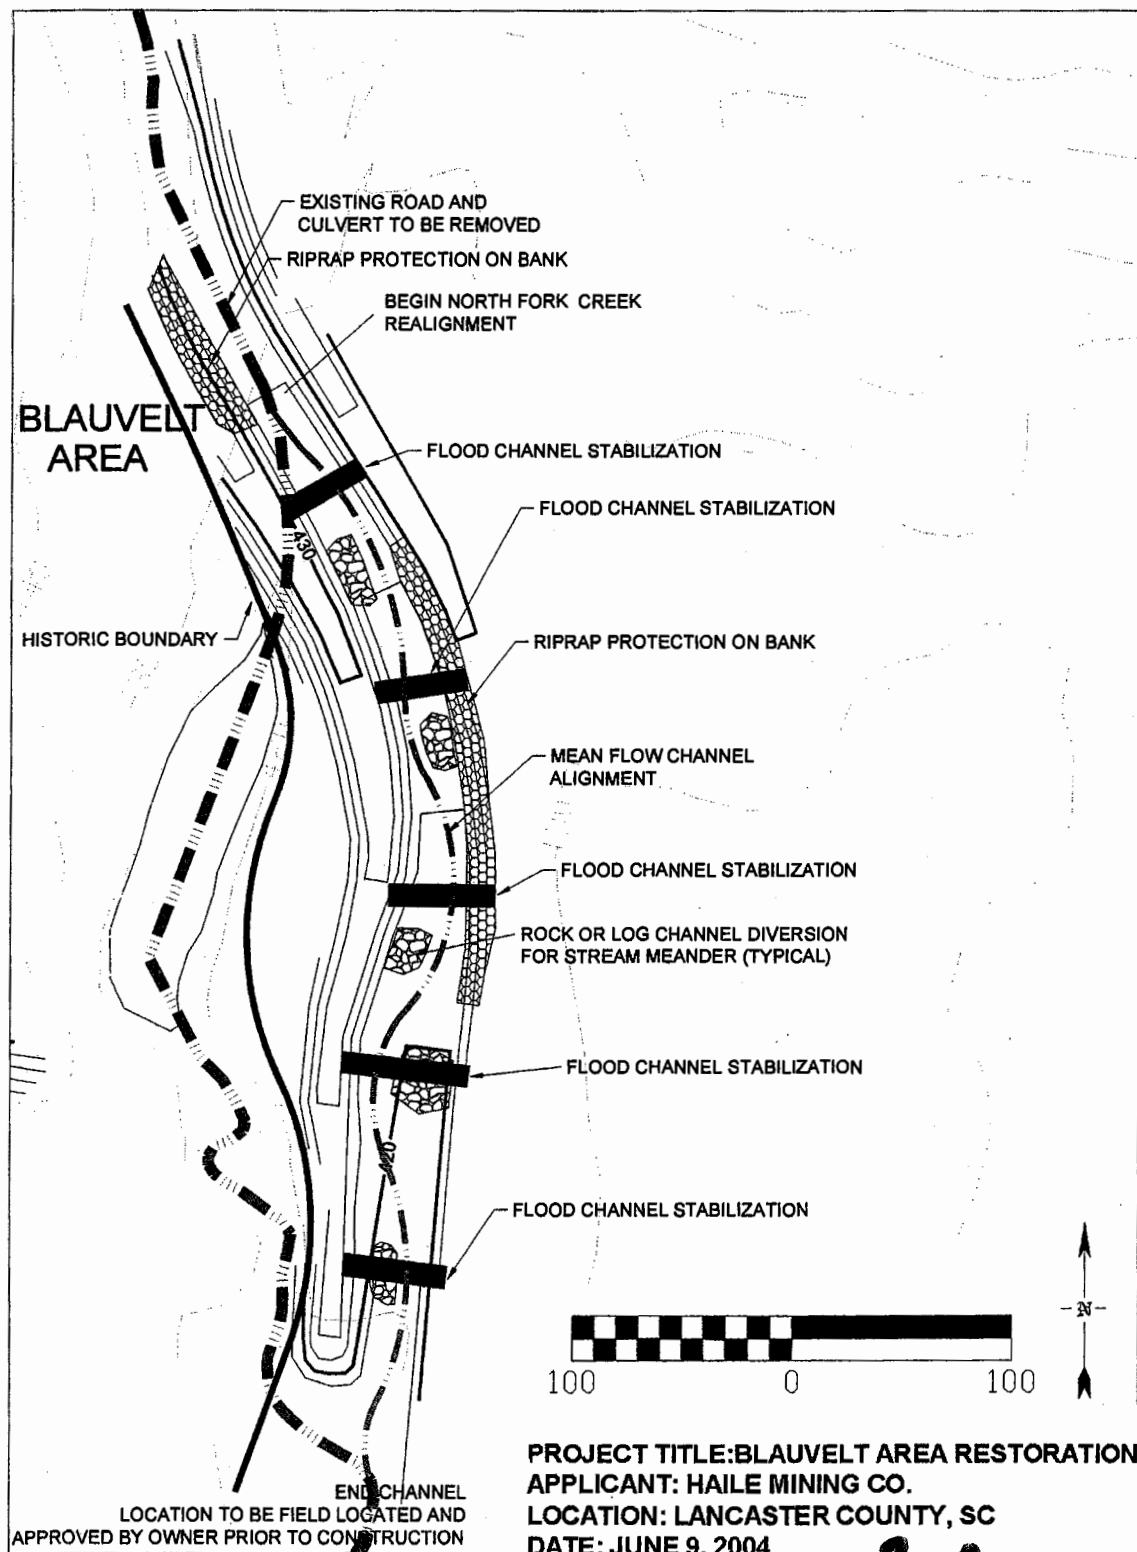 EXISTING ROAD AND
CULVERT TO BE REMOVED
RIPRAP PROTECTION ON BANK
BEGIN NORTH FORK CREEK
REALIGNMENT
BLAUVELT
AREA
FLOOD CHANNEL STABILIZATION
FLOOD CHANNEL STABILIZATION
430
HISTORIC BOUNDARY
RIPRAP PROTECTION ON BANK
MEAN FLOW CHANNEL
ALIGNMENT
FLOOD CHANNEL STABILIZATION
ROCK OR LOG CHANNEL DIVERSION
FOR STREAM MEANDER (TYPICAL)
FLOOD CHANNEL STABILIZATION
420
FLOOD CHANNEL STABILIZATION
N
100 0 100
PROJECT TITLE:BLAUVELT AREA RESTORATION
APPLICANT: HAILE MINING CO.
LOCATION: LANCASTER COUNTY, SC
DATE: JUNE 9, 2004
END CHANNEL
LOCATION TO BE FIELD LOCATED AND
APPROVED BY OWNER PRIOR TO CONSTRUCTION